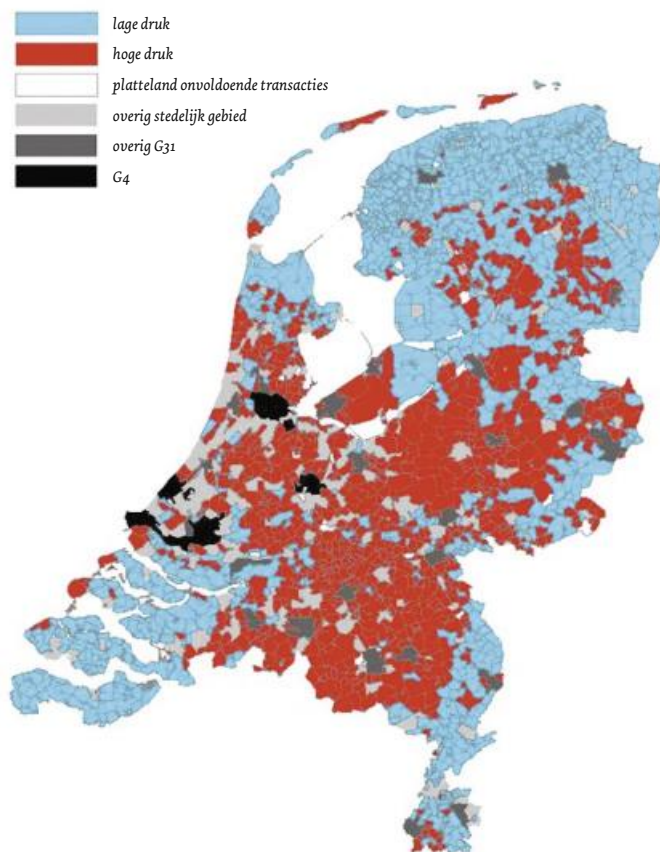 lage druk
hoge druk
platteland onvoldoende transacties
overig stedelijk gebied
overig G31
G4